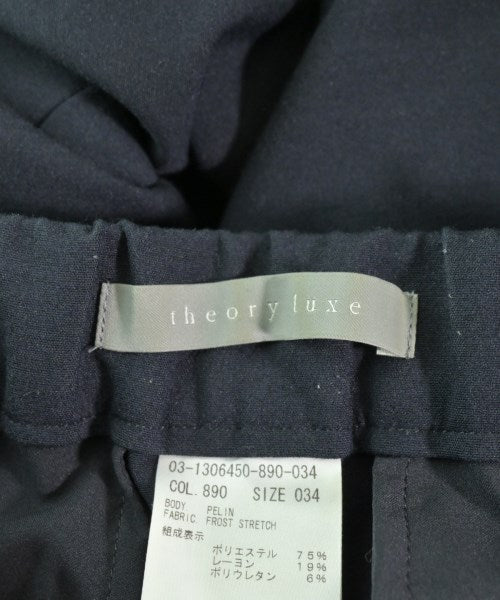 theory luxe
03-1306450-890-034
COL. 890 SIZE 034
BODY PELIN
FABRIC FROST STRETCH
組成表示
ポリエステル 75%
レーヨン 19%
ポリウレタン 6%